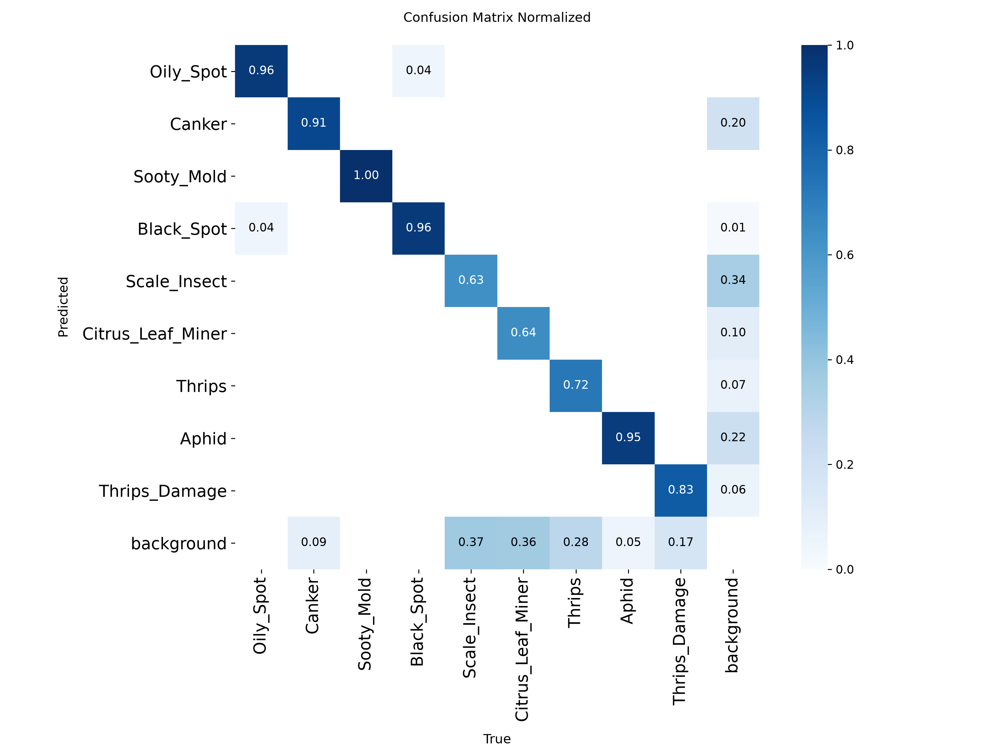 Confusion Matrix Normalized
Oily_Spot 0.96 0.04
Canker 0.91 0.20
Sooty_Mold 1.00
Black_Spot 0.04 0.96 0.01
Scale_Insect 0.63 0.34
Citrus_Leaf_Miner 0.64 0.10
Thrips 0.72 0.07
Aphid 0.95 0.22
Thrips_Damage 0.83 0.06
background 0.09 0.37 0.36 0.28 0.05 0.17
Predicted
Oily_Spot
Canker
Sooty_Mold
Black_Spot
Scale_Insect
Citrus_Leaf_Miner
Thrips
Aphid
Thrips_Damage
background
True
1.0
0.8
0.6
0.4
0.2
0.0